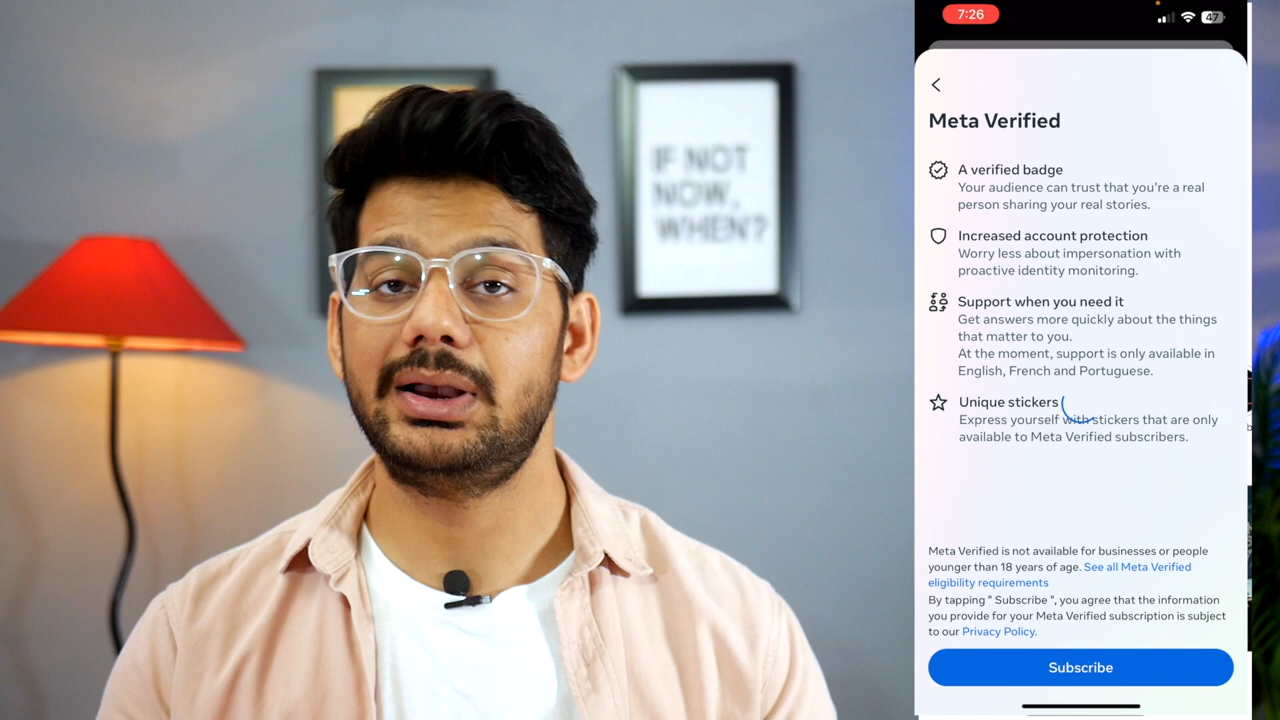 IF NOT
NOW,
WHEN?
7:26
47
Meta Verified
A verified badge
Your audience can trust that you're a real
person sharing your real stories.
Increased account protection
Worry less about impersonation with
proactive identity monitoring.
Support when you need it
Get answers more quickly about the things
that matter to you.
At the moment, support is only available in
English, French and Portuguese.
Unique stickers
Express yourself with stickers that are only
available to Meta Verified subscribers.
Meta Verified is not available for businesses or people
younger than 18 years of age. See all Meta Verified
eligibility requirements
By tapping " Subscribe ", you agree that the information
you provide for your Meta Verified subscription is subject
to our Privacy Policy.
Subscribe